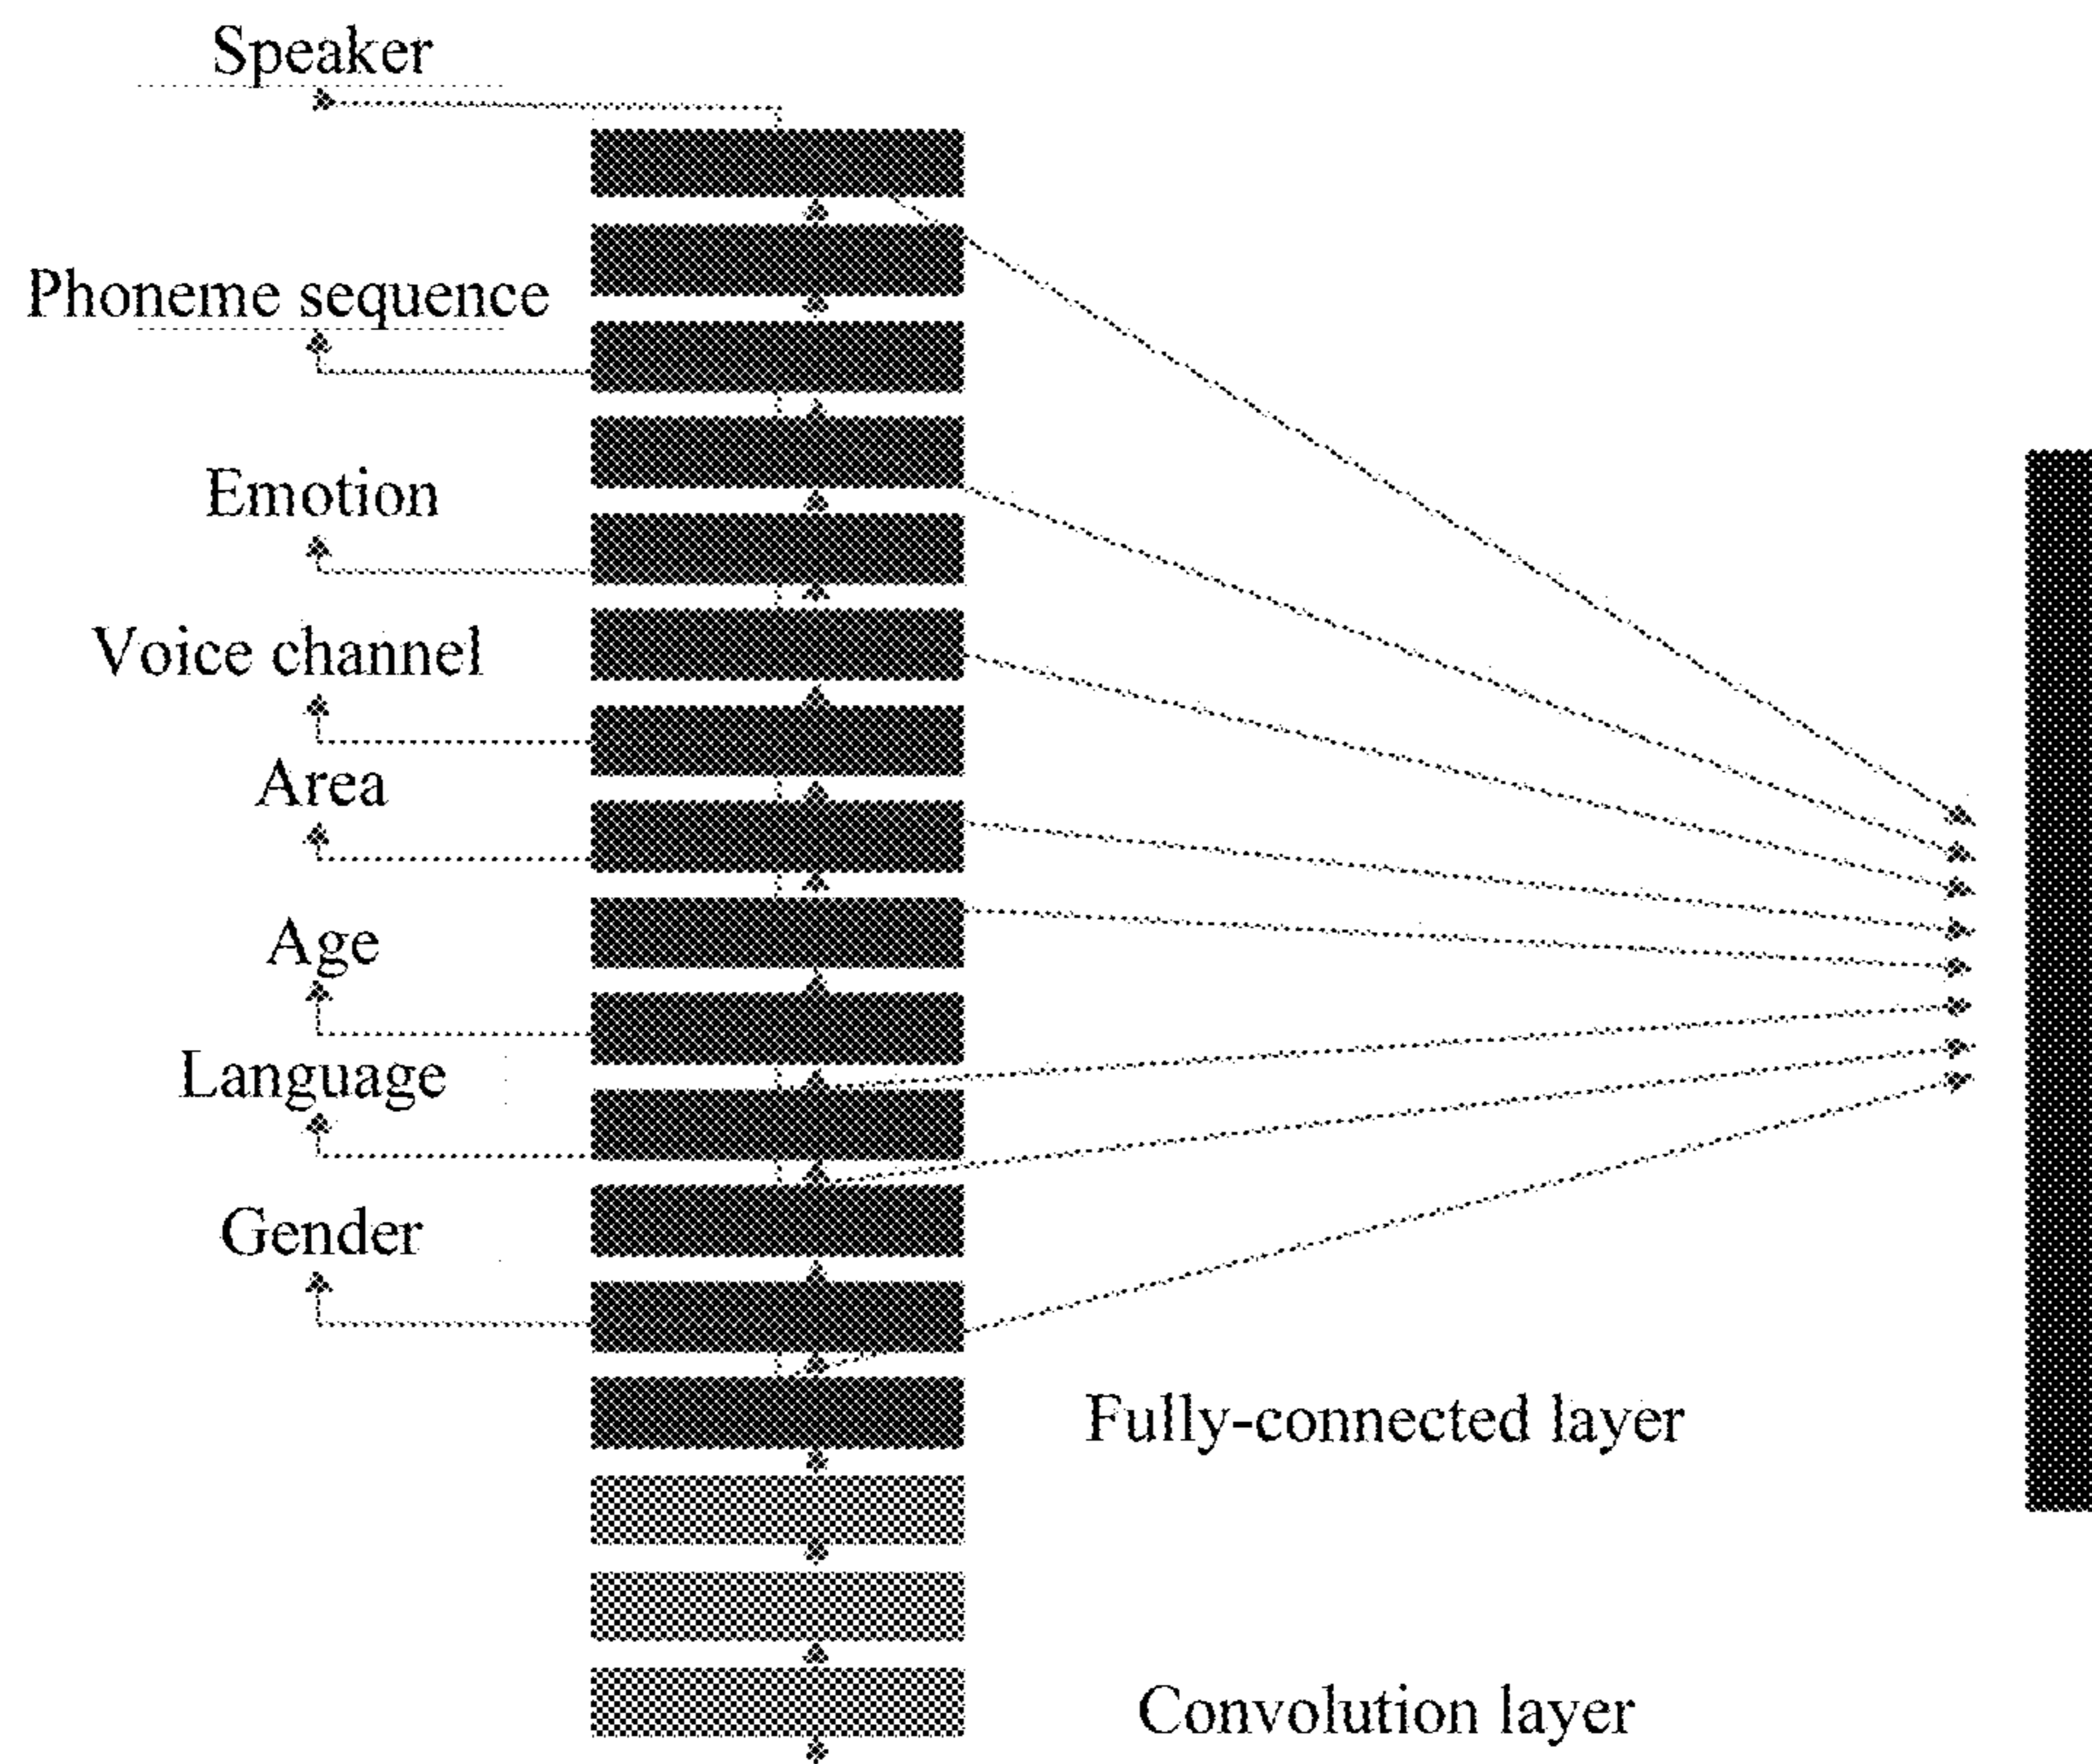 Speaker
Phoneme sequence
Emotion
Voice channel
Area
Age
Language
Gender
Fully-connected layer
Convolution layer